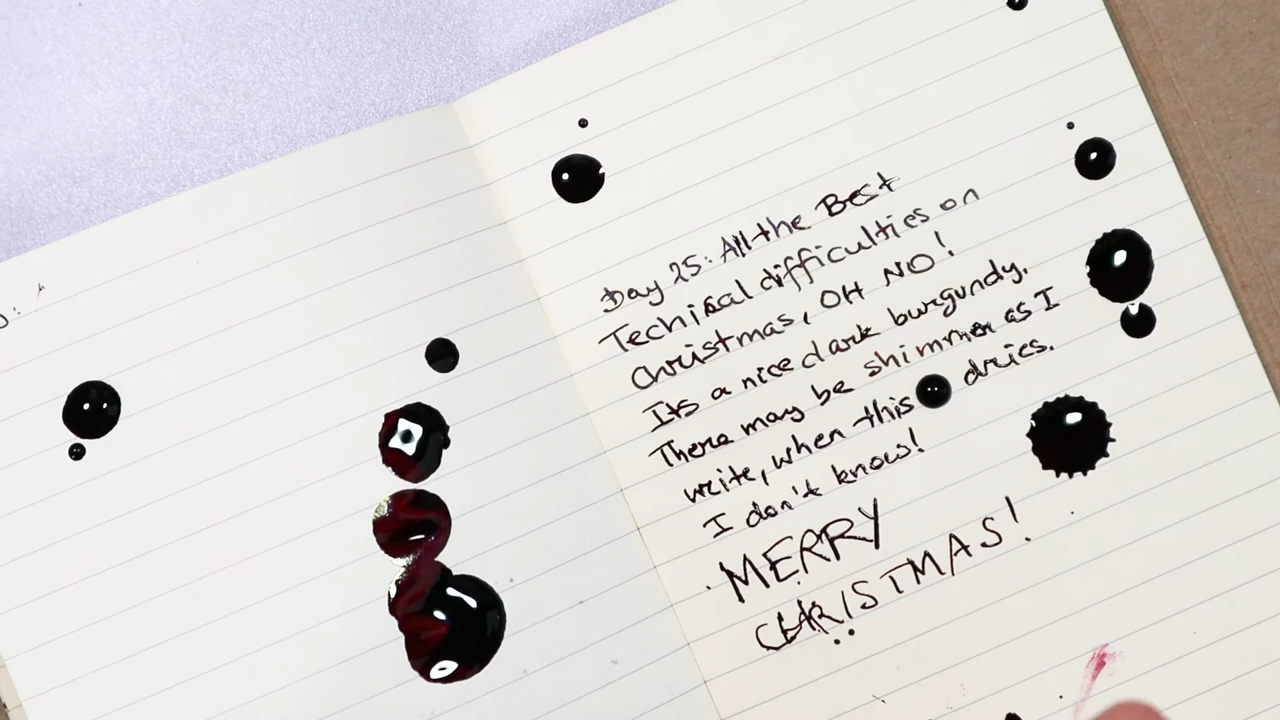 Day 25: All the Best
Techical difficulties on
Christmas, OH NO!
Its a nice dark burgundy.
There may be shimmer as I
write, when this dries.
I don't know!
MERRY
CHRISTMAS!